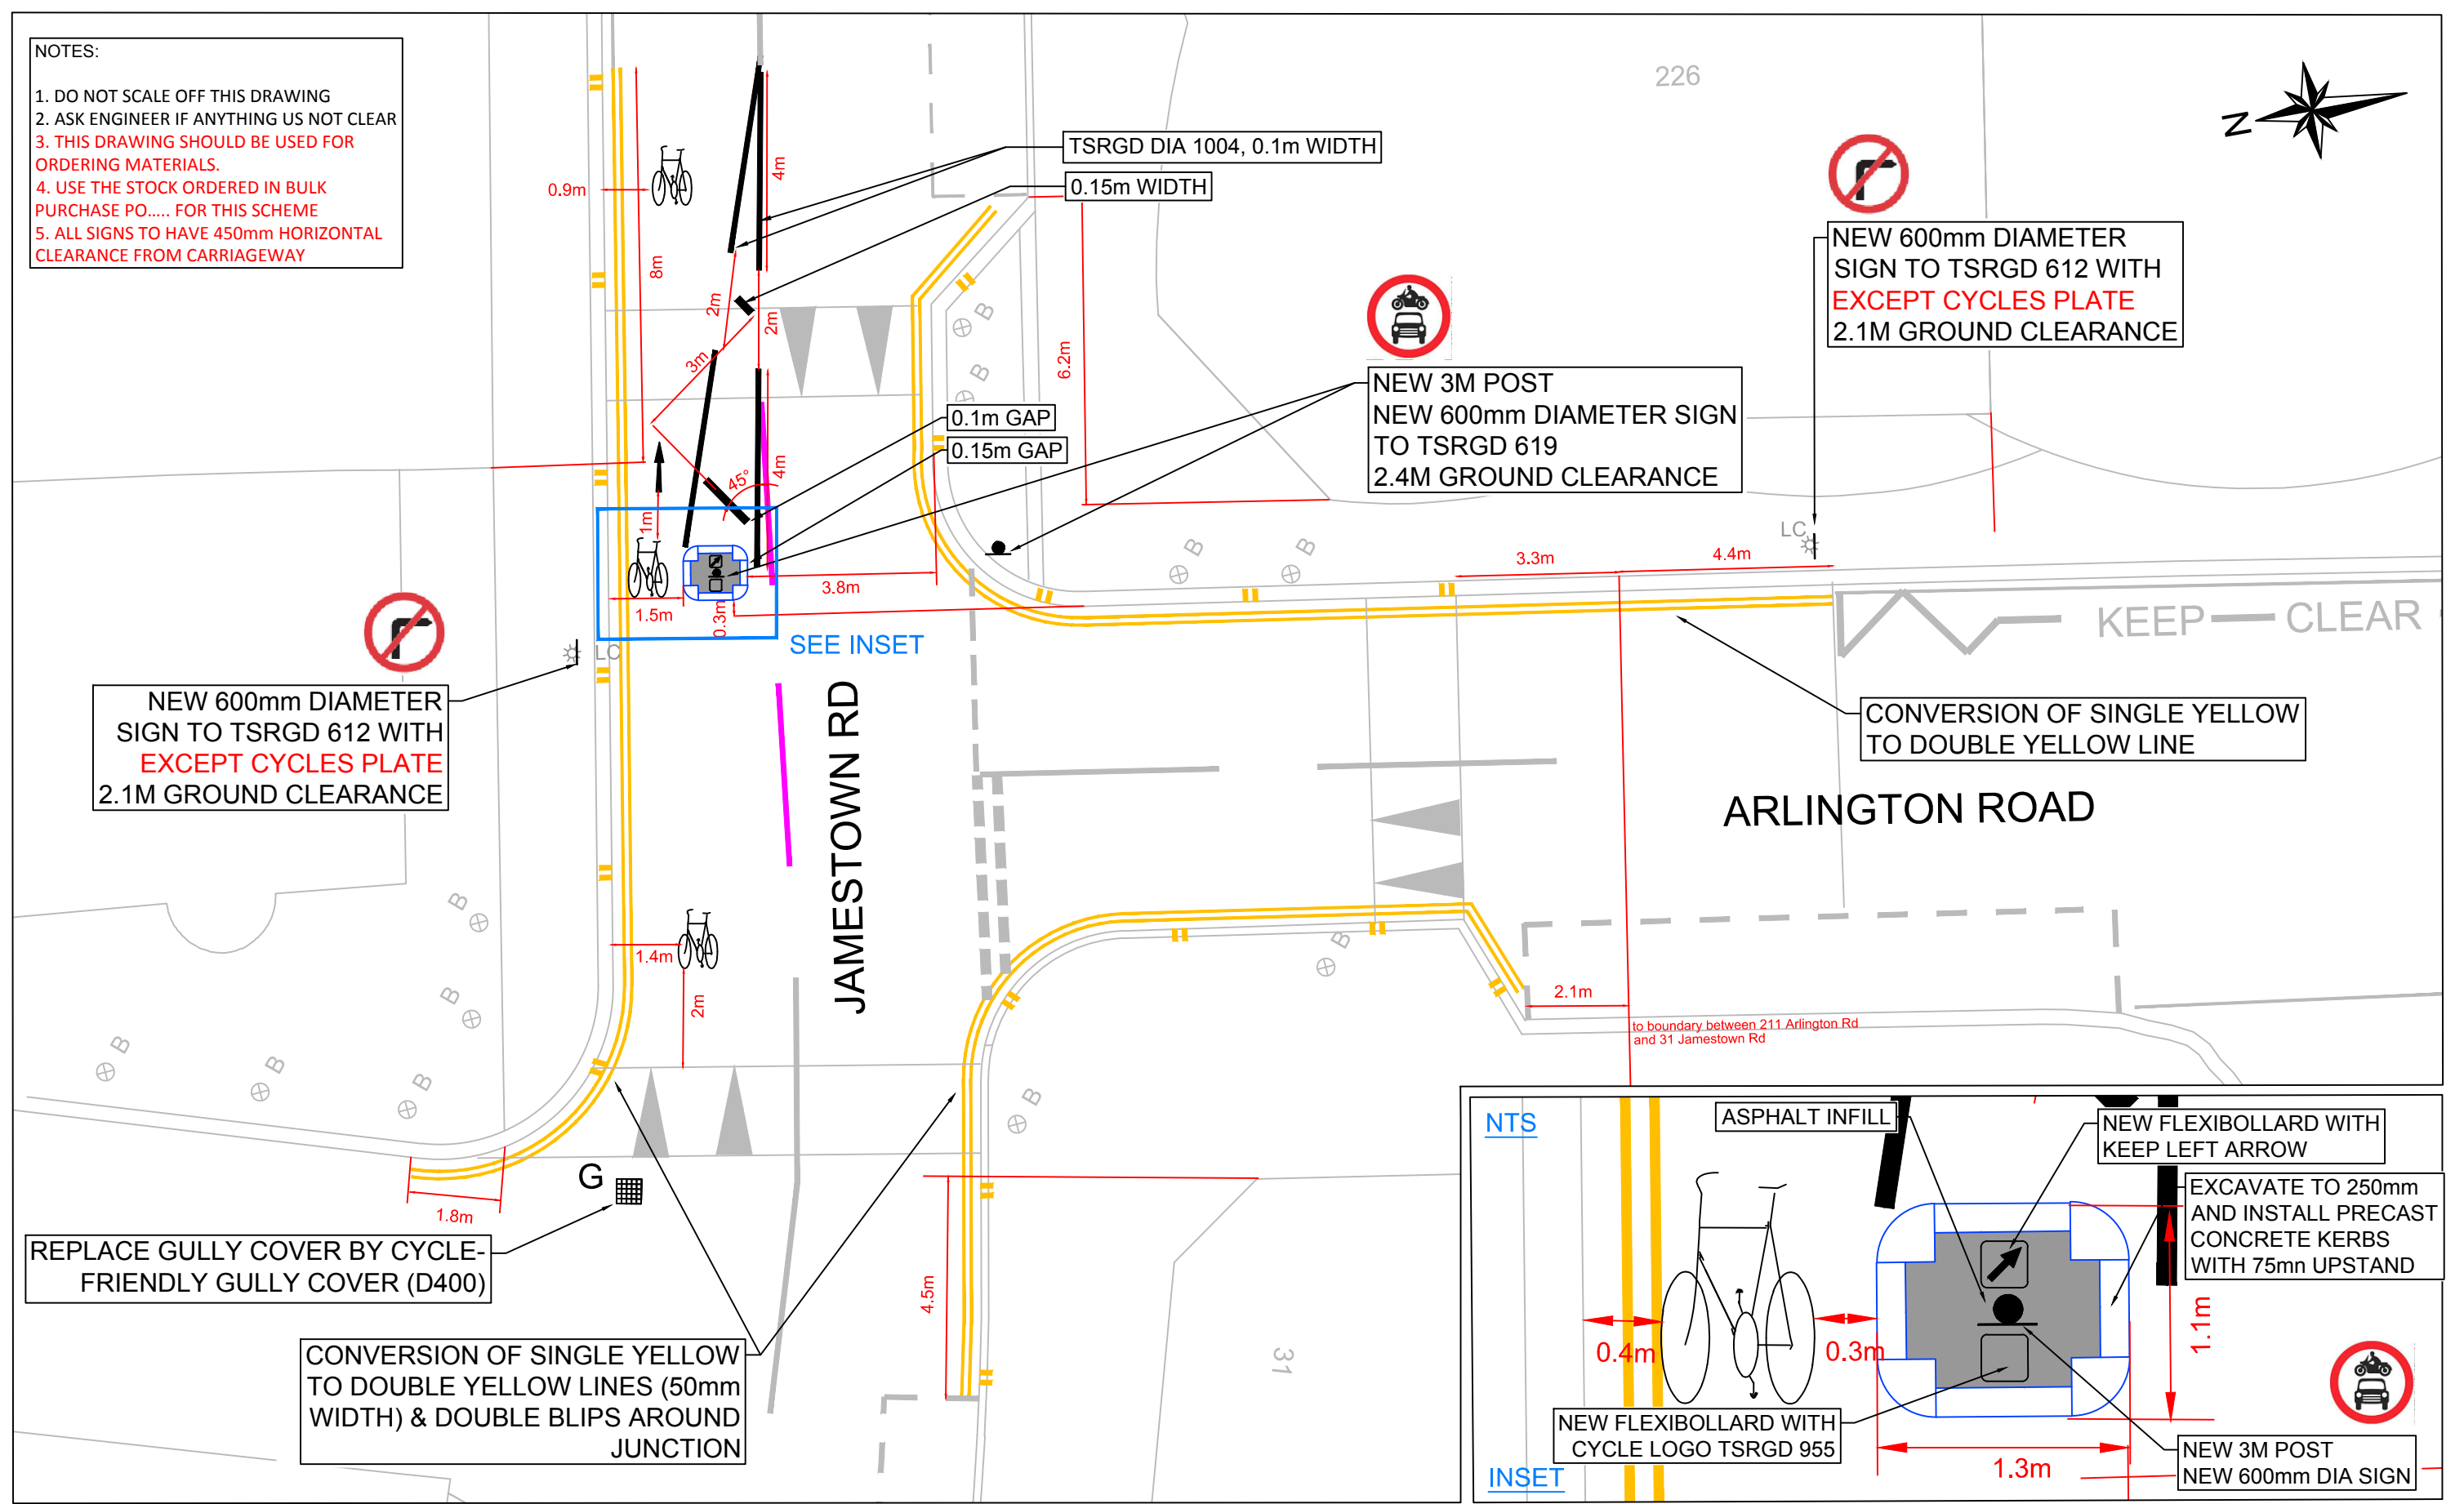 NOTES:
1. DO NOT SCALE OFF THIS DRAWING
2. ASK ENGINEER IF ANYTHING US NOT CLEAR
3. THIS DRAWING SHOULD BE USED FOR
ORDERING MATERIALS.
4. USE THE STOCK ORDERED IN BULK
PURCHASE PO..... FOR THIS SCHEME
5. ALL SIGNS TO HAVE 450mm HORIZONTAL
CLEARANCE FROM CARRIAGEWAY
0.9m
8m
4m
2m
2m
3m
45°
4m
1m
TSRGD DIA 1004, 0.1m WIDTH
0.15m WIDTH
0.1m GAP
0.15m GAP
6.2m
B
B
B
226
N
NEW 600mm DIAMETER
SIGN TO TSRGD 612 WITH
EXCEPT CYCLES PLATE
2.1M GROUND CLEARANCE
NEW 3M POST
NEW 600mm DIAMETER SIGN
TO TSRGD 619
2.4M GROUND CLEARANCE
LC
B
B
3.3m
4.4m
3.8m
1.5m
0.3m
SEE INSET
LC
KEEP CLEAR
NEW 600mm DIAMETER
SIGN TO TSRGD 612 WITH
EXCEPT CYCLES PLATE
2.1M GROUND CLEARANCE
JAMESTOWN RD
CONVERSION OF SINGLE YELLOW
TO DOUBLE YELLOW LINE
ARLINGTON ROAD
B
B
B
B
B
1.4m
2m
B
2.1m
to boundary between 211 Arlington Rd
and 31 Jamestown Rd
B
G
1.8m
REPLACE GULLY COVER BY CYCLE-
FRIENDLY GULLY COVER (D400)
4.5m
31
CONVERSION OF SINGLE YELLOW
TO DOUBLE YELLOW LINES (50mm
WIDTH) & DOUBLE BLIPS AROUND
JUNCTION
NTS
ASPHALT INFILL
NEW FLEXIBOLLARD WITH
KEEP LEFT ARROW
EXCAVATE TO 250mm
AND INSTALL PRECAST
CONCRETE KERBS
WITH 75mn UPSTAND
0.4m
0.3m
1.1m
NEW FLEXIBOLLARD WITH
CYCLE LOGO TSRGD 955
1.3m
NEW 3M POST
NEW 600mm DIA SIGN
INSET